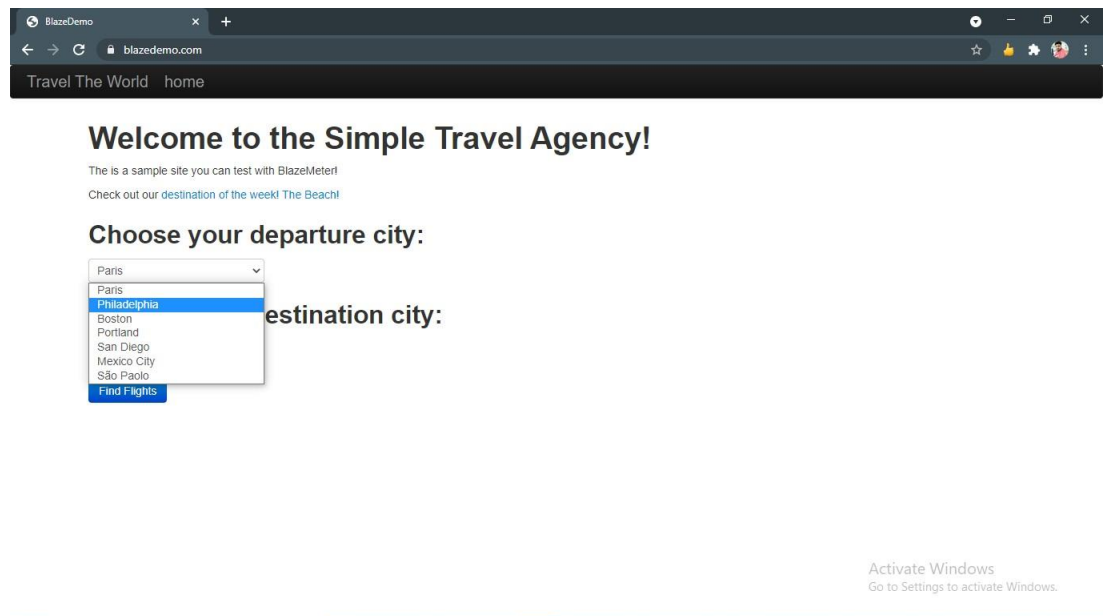 BlazeDemo
blazedemo.com
Travel The World home
Welcome to the Simple Travel Agency!
The is a sample site you can test with BlazeMeter!
Check out our destination of the week! The Beach!
Choose your departure city:
Paris
Paris
Philadelphia
estination city:
Boston
Portland
San Diego
Mexico City
São Paolo
Find Flights
Activate Windows
Go to Settings to activate Windows.